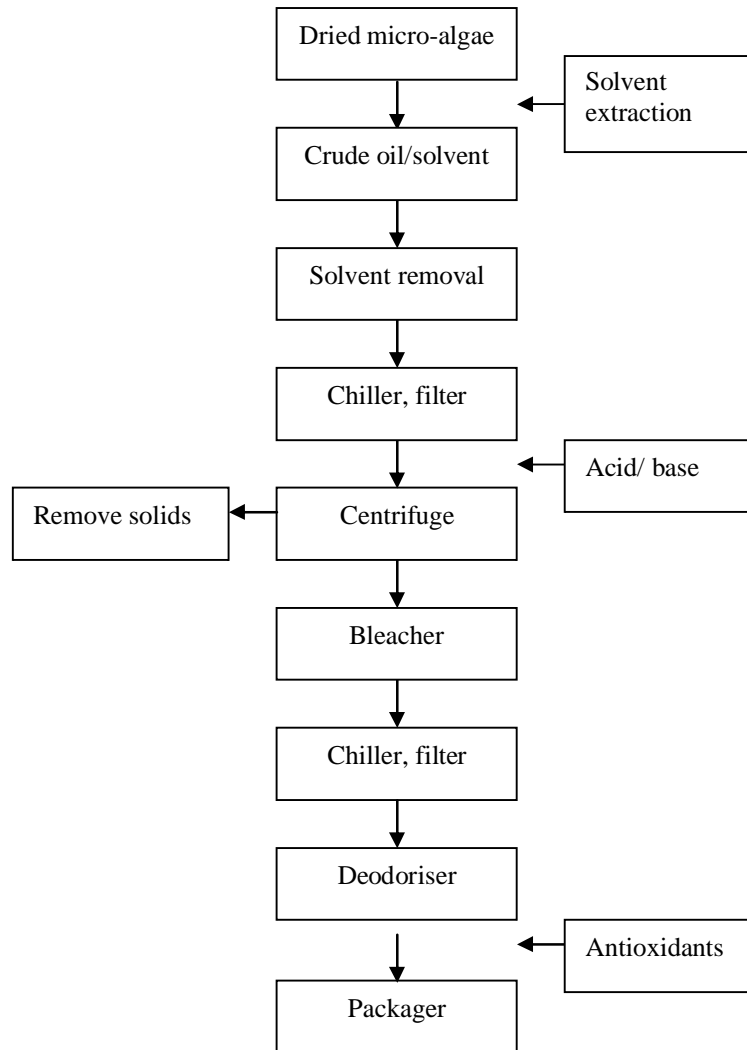 Dried micro-algae
Solvent
extraction
Crude oil/solvent
Solvent removal
Chiller, filter
Acid/ base
Remove solids
Centrifuge
Bleacher
Chiller, filter
Deodoriser
Antioxidants
Packager